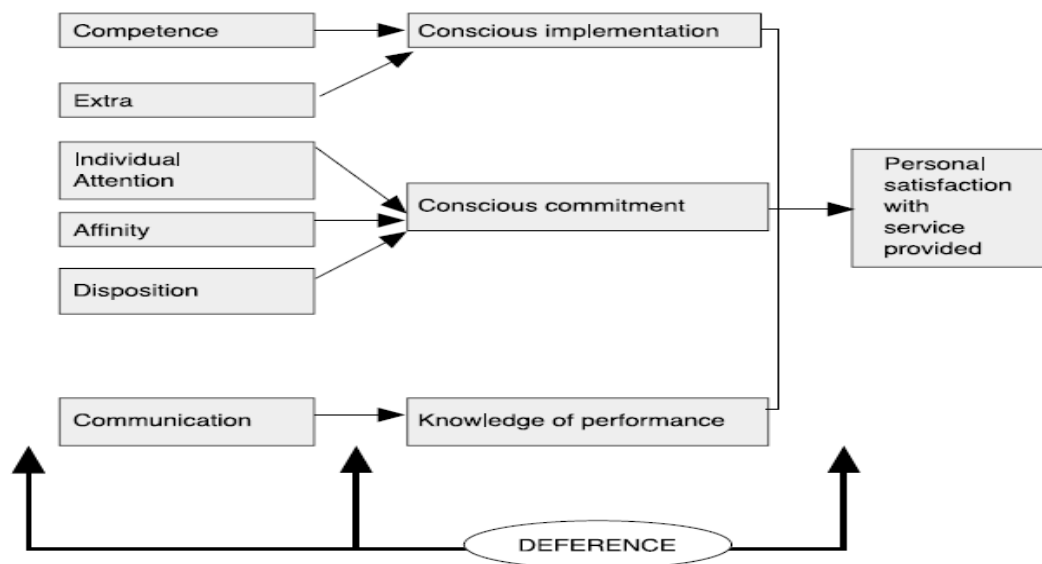 Competence
Conscious implementation
Extra
Individual
Attention
Affinity
Disposition
Conscious commitment
Personal
satisfaction
with
service
provided
Communication
Knowledge of performance
DEFERENCE